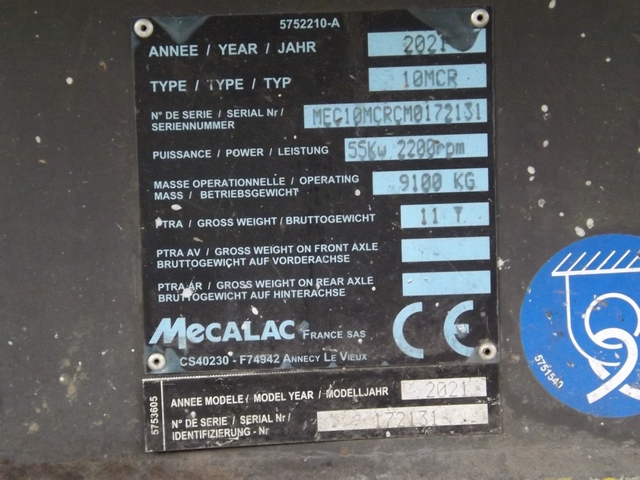 5752210-A
ANNEE / YEAR / JAHR 2021
TYPE / TYPE / TYP 10MCR
N° DE SERIE / SERIAL Nr / SERIENNUMMER MEC10MCRCM0172131
PUISSANCE / POWER / LEISTUNG 55Kw 2200rpm
MASSE OPERATIONNELLE / OPERATING MASS / BETRIEBSGEWICHT 9100 KG
PTRA / GROSS WEIGHT / BRUTTOGEWICHT 11 T
PTRA AV / GROSS WEIGHT ON FRONT AXLE
BRUTTOGEWICHT AUF VORDERACHSE
PTRA AR / GROSS WEIGHT ON REAR AXLE
BRUTTOGEWICHT AUF HINTERACHSE
MECALAC FRANCE SAS CE
CS40230 - F74942 ANNECY LE VIEUX
5753605
ANNEE MODELE / MODEL YEAR / MODELLJAHR 2021
N° DE SERIE / SERIAL Nr / IDENTIFIZIERUNG - Nr 172131
5751540